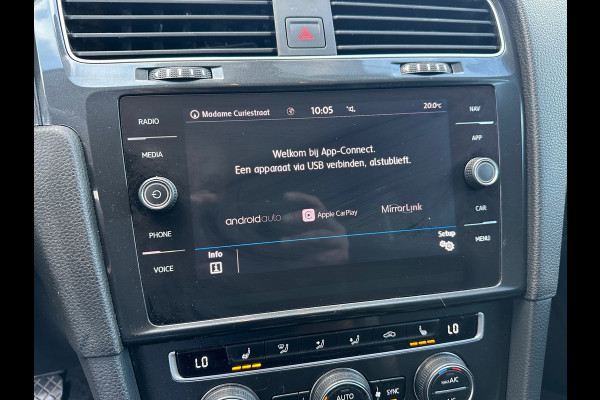 RADIO
MEDIA
PHONE
VOICE
Madame Curiestraat 10:05 20.0°C
Welkom bij App-Connect.
Een apparaat via USB verbinden, alstublieft.
androidauto Apple CarPlay MirrorLink
Info
Setup
NAV
APP
CAR
MENU
LO LO
AUTO
SYNC
A/C